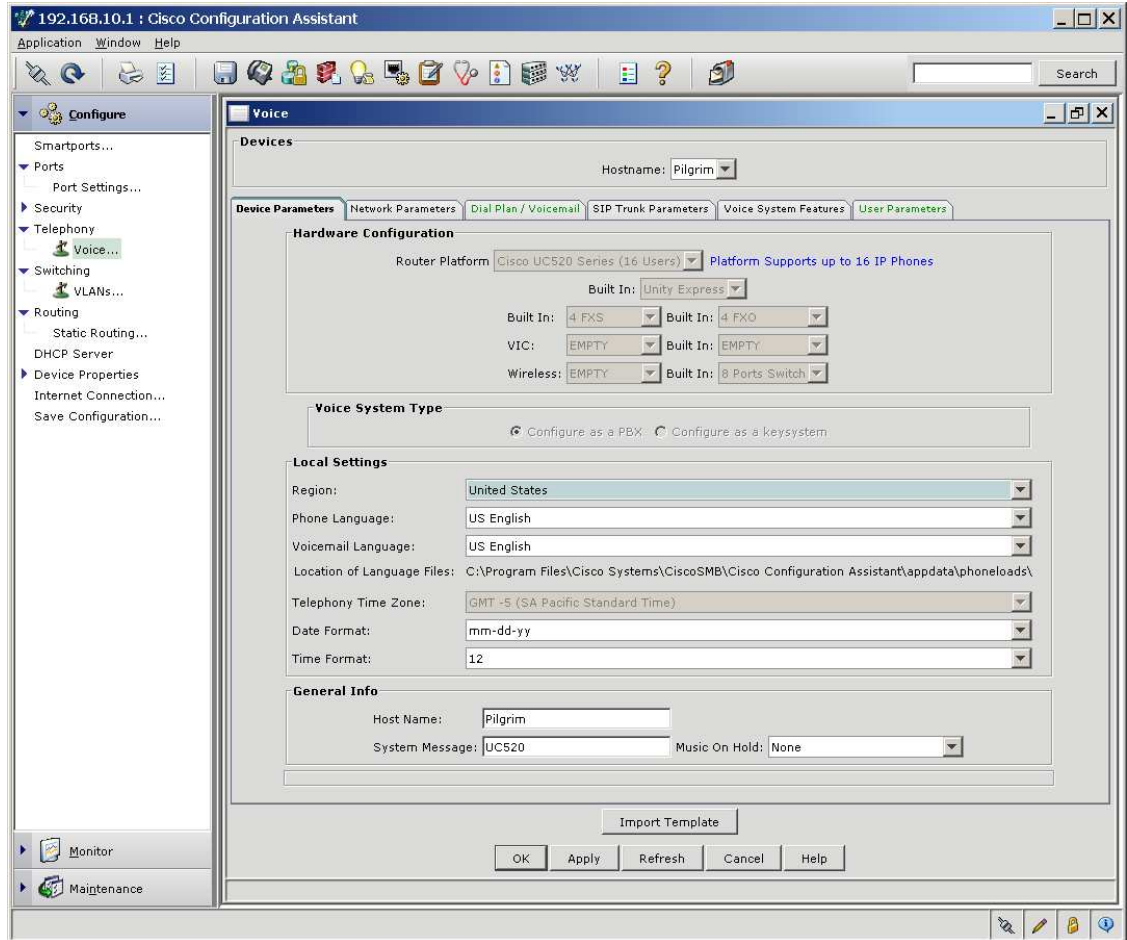 192.168.10.1 : Cisco Configuration Assistant
Application Window Help
Search
Configure
Smartports...
Ports
Port Settings...
Security
Telephony
Voice...
Switching
VLANs...
Routing
Static Routing...
DHCP Server
Device Properties
Internet Connection...
Save Configuration...
Monitor
Maintenance
Voice
Devices
Hostname: Pilgrim
Device Parameters Network Parameters Dial Plan / Voicemail SIP Trunk Parameters Voice System Features User Parameters
Hardware Configuration
Router Platform Cisco UC520 Series (16 Users) Platform Supports up to 16 IP Phones
Built In: Unity Express
Built In: 4 FXS Built In: 4 FXO
VIC: EMPTY Built In: EMPTY
Wireless: EMPTY Built In: 8 Ports Switch
Voice System Type
Configure as a PBX Configure as a keysystem
Local Settings
Region: United States
Phone Language: US English
Voicemail Language: US English
Location of Language Files: C:\Program Files\Cisco Systems\CiscoSMB\Cisco Configuration Assistant\appdata\phoneloads\
Telephony Time Zone: GMT -5 (SA Pacific Standard Time)
Date Format: mm-dd-yy
Time Format: 12
General Info
Host Name: Pilgrim
System Message: UC520 Music On Hold: None
Import Template
OK Apply Refresh Cancel Help